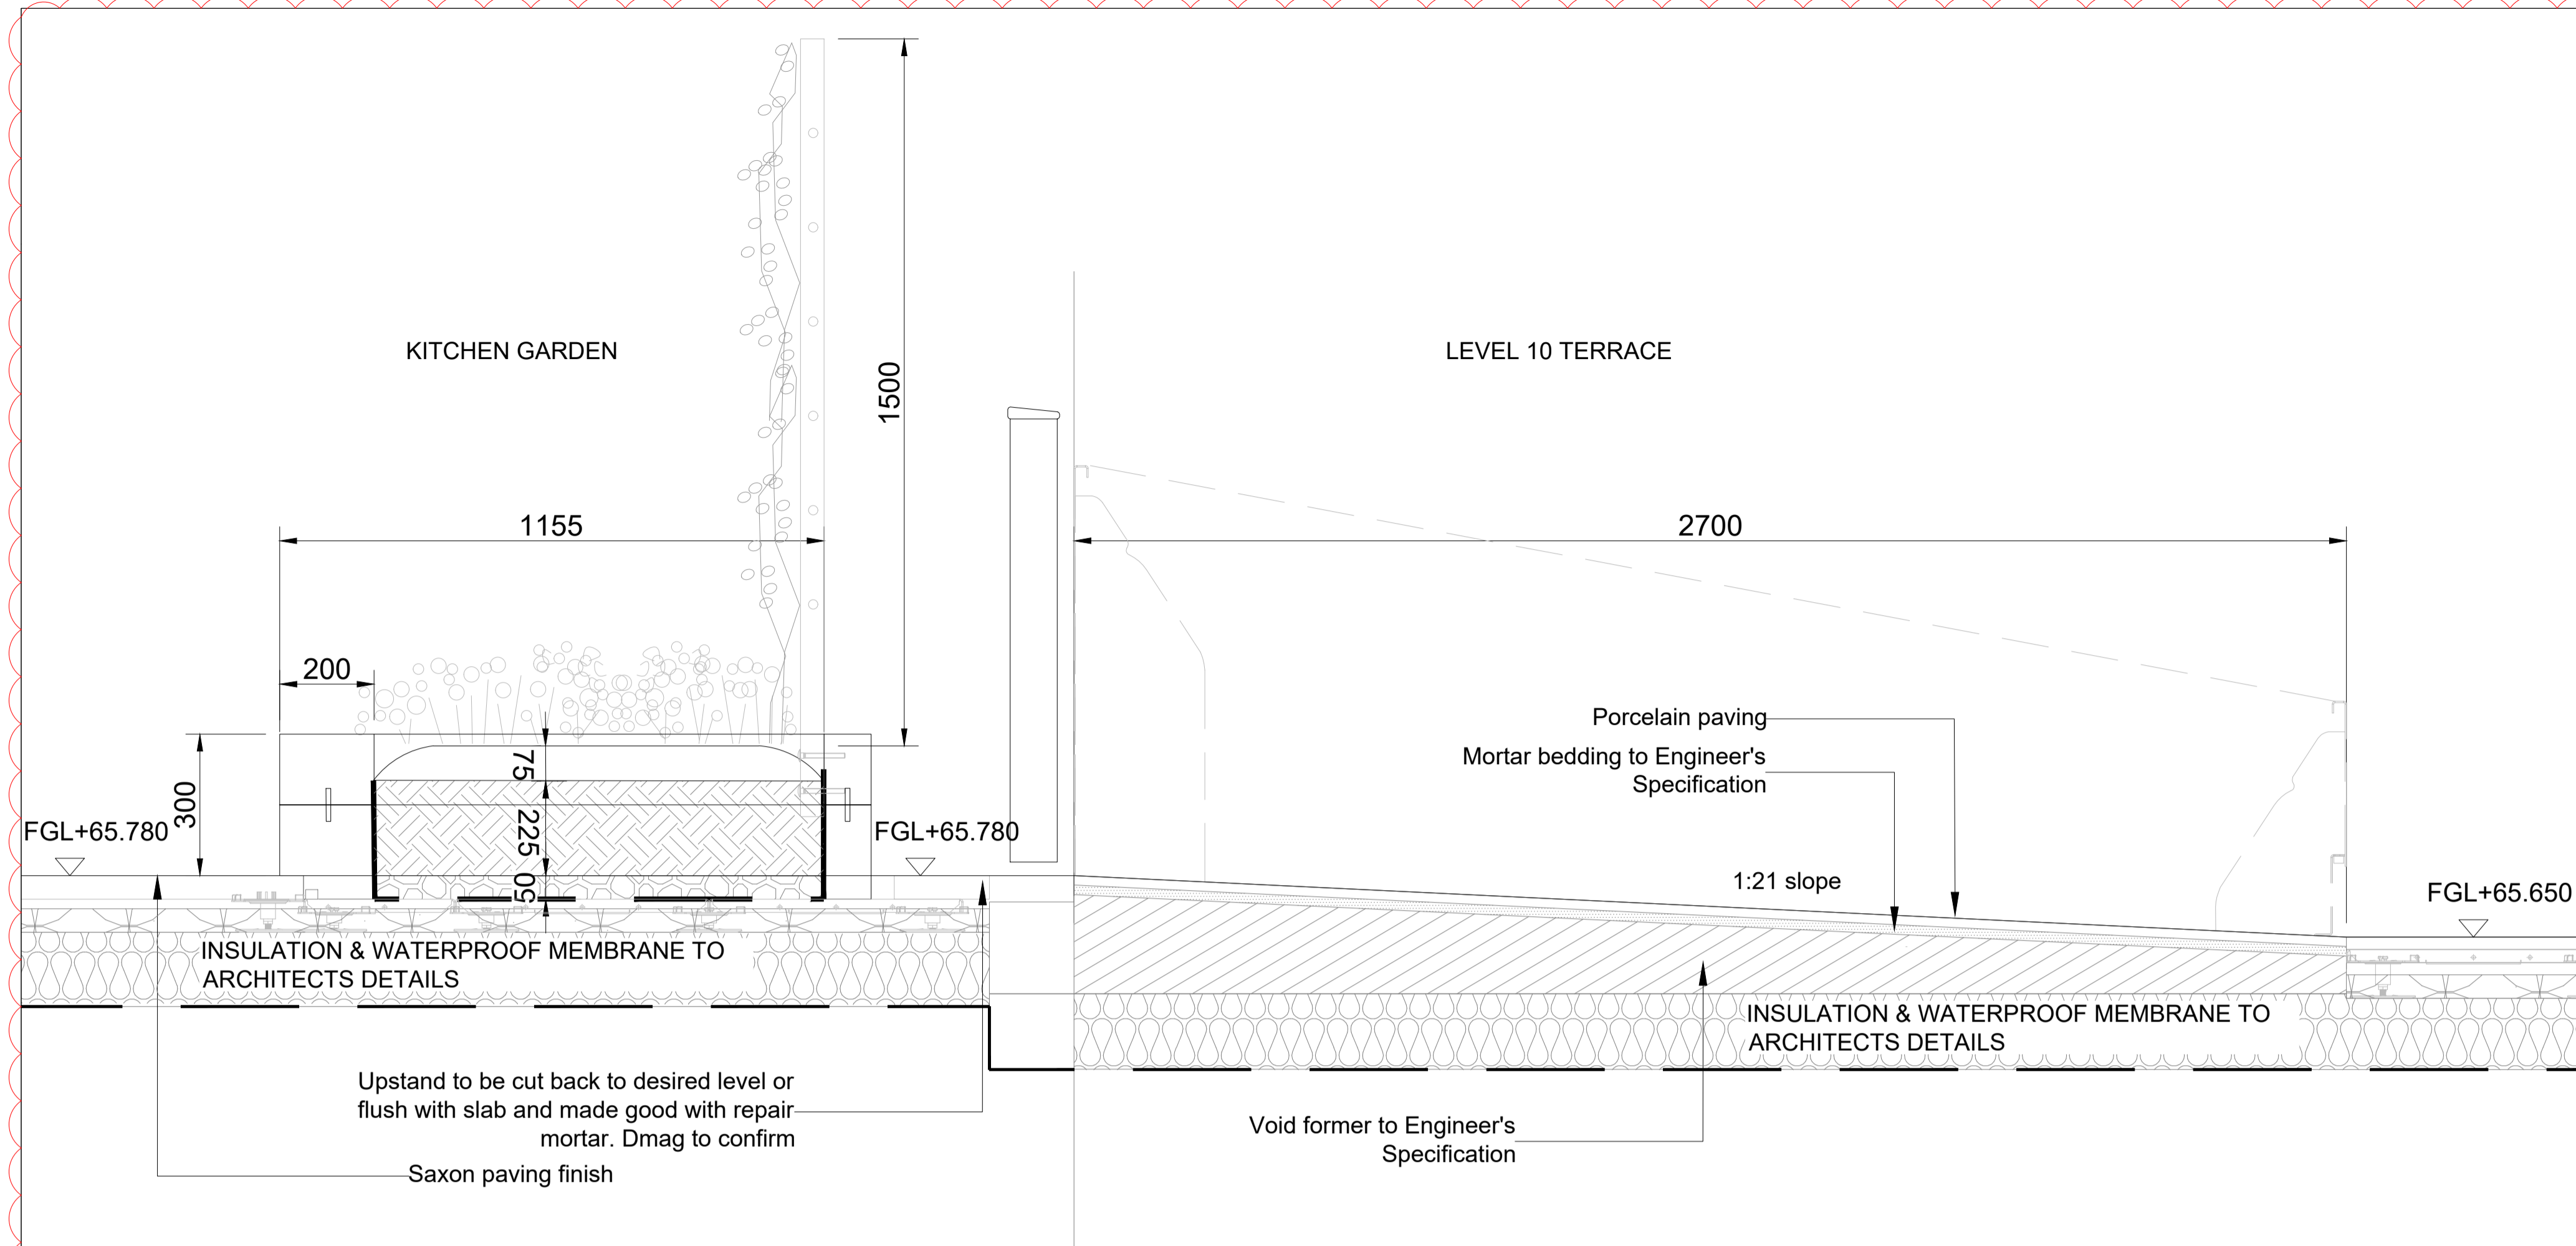 KITCHEN GARDEN
LEVEL 10 TERRACE
1500
1155
2700
200
300
75
225
50
FGL+65.780
FGL+65.780
Porcelain paving
Mortar bedding to Engineer's
Specification
1:21 slope
FGL+65.650
INSULATION & WATERPROOF MEMBRANE TO
ARCHITECTS DETAILS
INSULATION & WATERPROOF MEMBRANE TO
ARCHITECTS DETAILS
Upstand to be cut back to desired level or
flush with slab and made good with repair
mortar. Dmag to confirm
Saxon paving finish
Void former to Engineer's
Specification